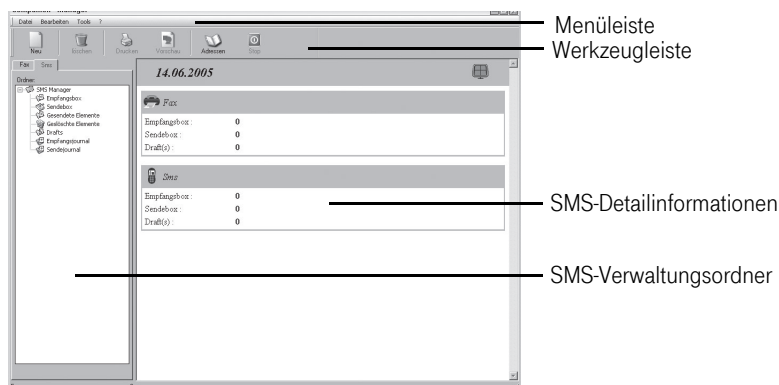 Companion - Manager
Datei Bearbeiten Tools ?
Neu löschen Drucken Vorschau Adressen Stop
Fax Sms
Ordner:
SMS Manager
Empfangsbox
Sendebox
Gesendete Elemente
Gelöschte Elemente
Drafts
Empfangsjournal
Sendejournal
14.06.2005
Fax
Empfangsbox : 0
Sendebox : 0
Draft(s) : 0
Sms
Empfangsbox : 0
Sendebox : 0
Draft(s) : 0
Menüleiste
Werkzeugleiste
SMS-Detailinformationen
SMS-Verwaltungsordner